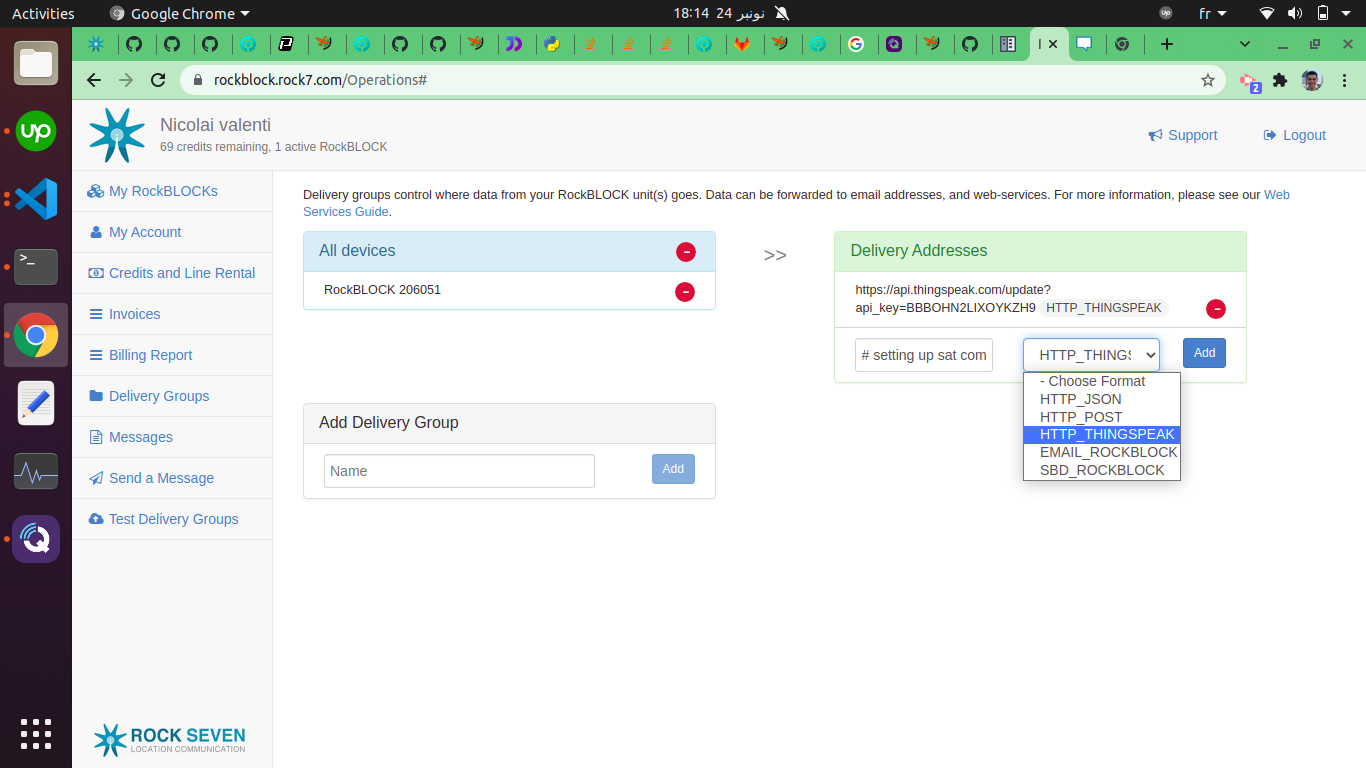 Activities
Google Chrome
18:14 24 نونبر
fr
rockblock.rock7.com/Operations#
2
Nicolai valenti
69 credits remaining, 1 active RockBLOCK
Support
Logout
My RockBLOCKs
My Account
Credits and Line Rental
Invoices
Billing Report
Delivery Groups
Messages
Send a Message
Test Delivery Groups
Delivery groups control where data from your RockBLOCK unit(s) goes. Data can be forwarded to email addresses, and web-services. For more information, please see our Web
Services Guide.
All devices
RockBLOCK 206051
>>
Delivery Addresses
https://api.thingspeak.com/update?
api_key=BBBOHN2LIXOYKZH9 HTTP_THINGSPEAK
# setting up sat com
HTTP_THINGS
Add
- Choose Format
HTTP_JSON
HTTP_POST
HTTP_THINGSPEAK
EMAIL_ROCKBLOCK
SBD_ROCKBLOCK
Add Delivery Group
Name
Add
ROCK SEVEN
LOCATION COMMUNICATION